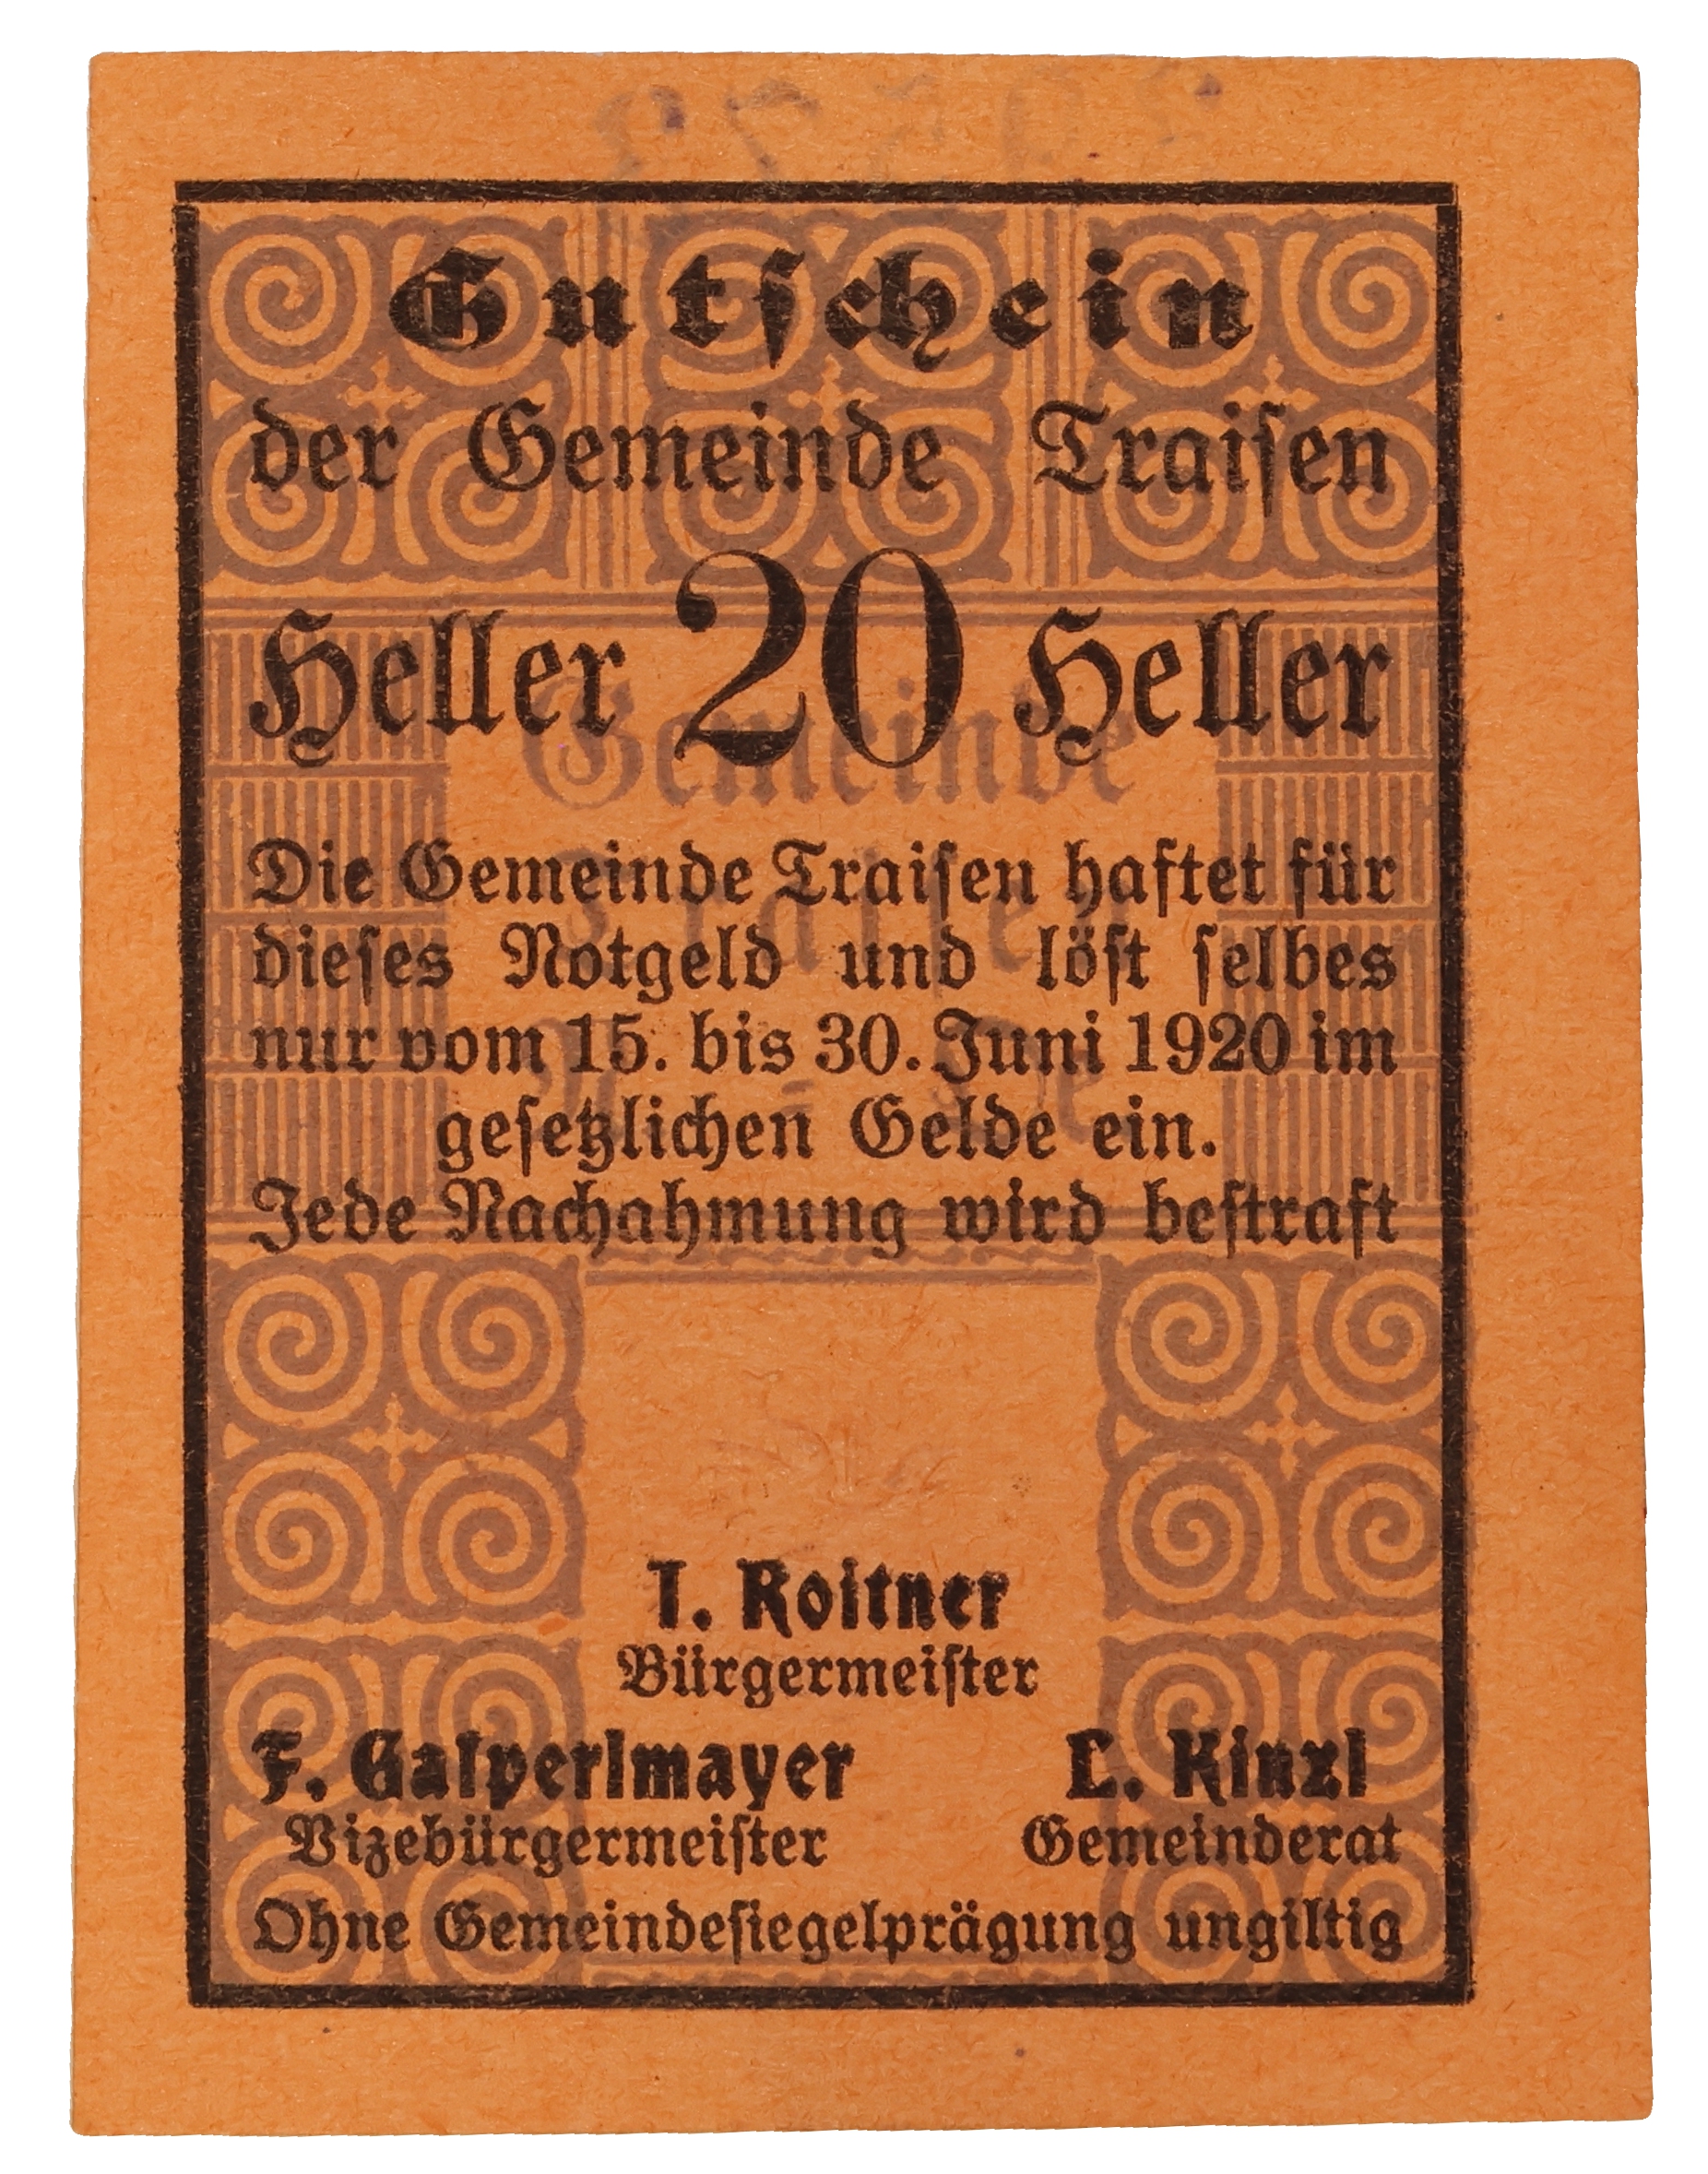 Gutschein
der Gemeinde Traisen
Heller 20 Heller
Gemeinde
Traisen
Die Gemeinde Traisen haftet für
dieses Notgeld und löst selbes
nur vom 15. bis 30. Juni 1920 im
gesetzlichen Gelde ein.
Jede Nachahmung wird bestraft
J. Roitner
Bürgermeister
F. Gasperlmayer
Vizebürgermeister
L. Kinzl
Gemeinderat
Ohne Gemeindesiegelprägung ungiltig